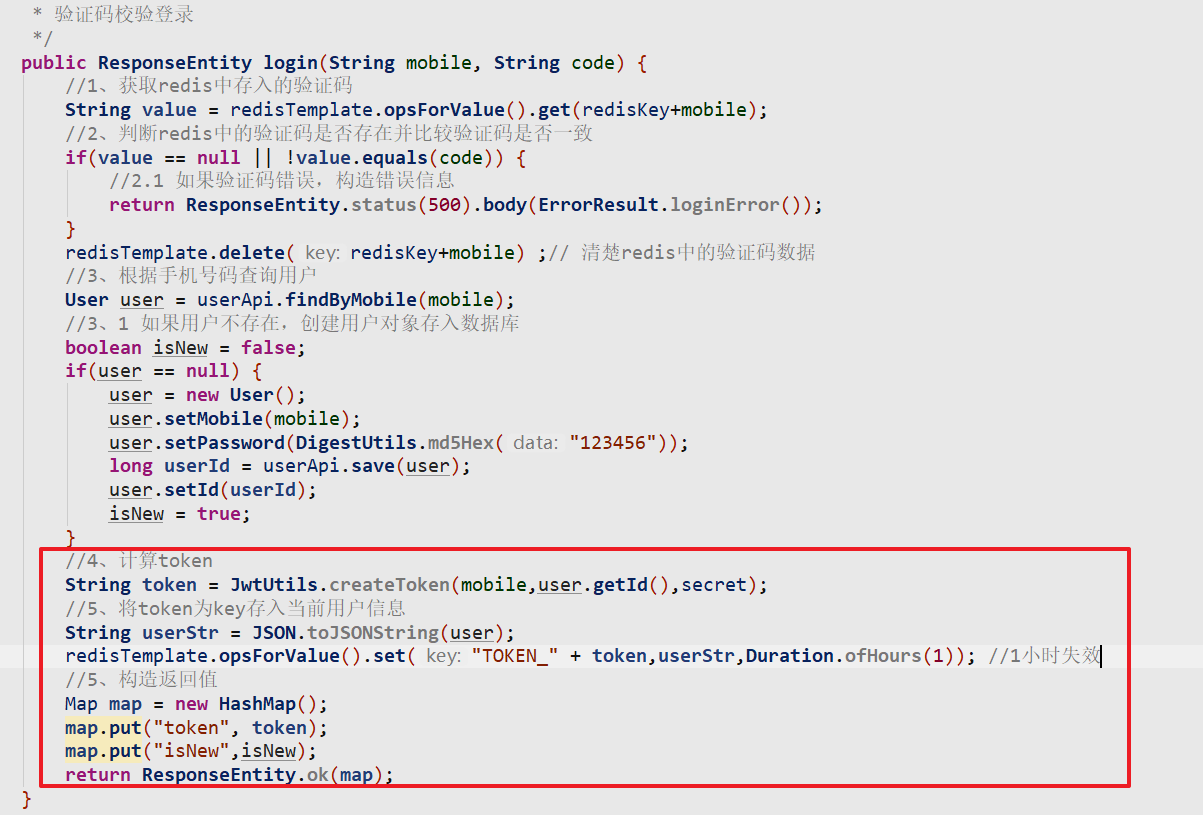 * 验证码校验登录
*/
public ResponseEntity login(String mobile, String code) {
//1、获取redis中存入的验证码
String value = redisTemplate.opsForValue().get(redisKey+mobile);
//2、判断redis中的验证码是否存在并比较验证码是否一致
if(value == null || !value.equals(code)) {
//2.1 如果验证码错误，构造错误信息
return ResponseEntity.status(500).body(ErrorResult.loginError());
}
redisTemplate.delete( key: redisKey+mobile) ;// 清楚redis中的验证码数据
//3、根据手机号码查询用户
User user = userApi.findByMobile(mobile);
//3、1 如果用户不存在，创建用户对象存入数据库
boolean isNew = false;
if(user == null) {
user = new User();
user.setMobile(mobile);
user.setPassword(DigestUtils.md5Hex( data: "123456"));
long userId = userApi.save(user);
user.setId(userId);
isNew = true;
}
//4、计算token
String token = JwtUtils.createToken(mobile,user.getId(),secret);
//5、将token为key存入当前用户信息
String userStr = JSON.toJSONString(user);
redisTemplate.opsForValue().set( key: "TOKEN_" + token,userStr,Duration.ofHours(1)); //1小时失效
//5、构造返回值
Map map = new HashMap();
map.put("token", token);
map.put("isNew",isNew);
return ResponseEntity.ok(map);
}